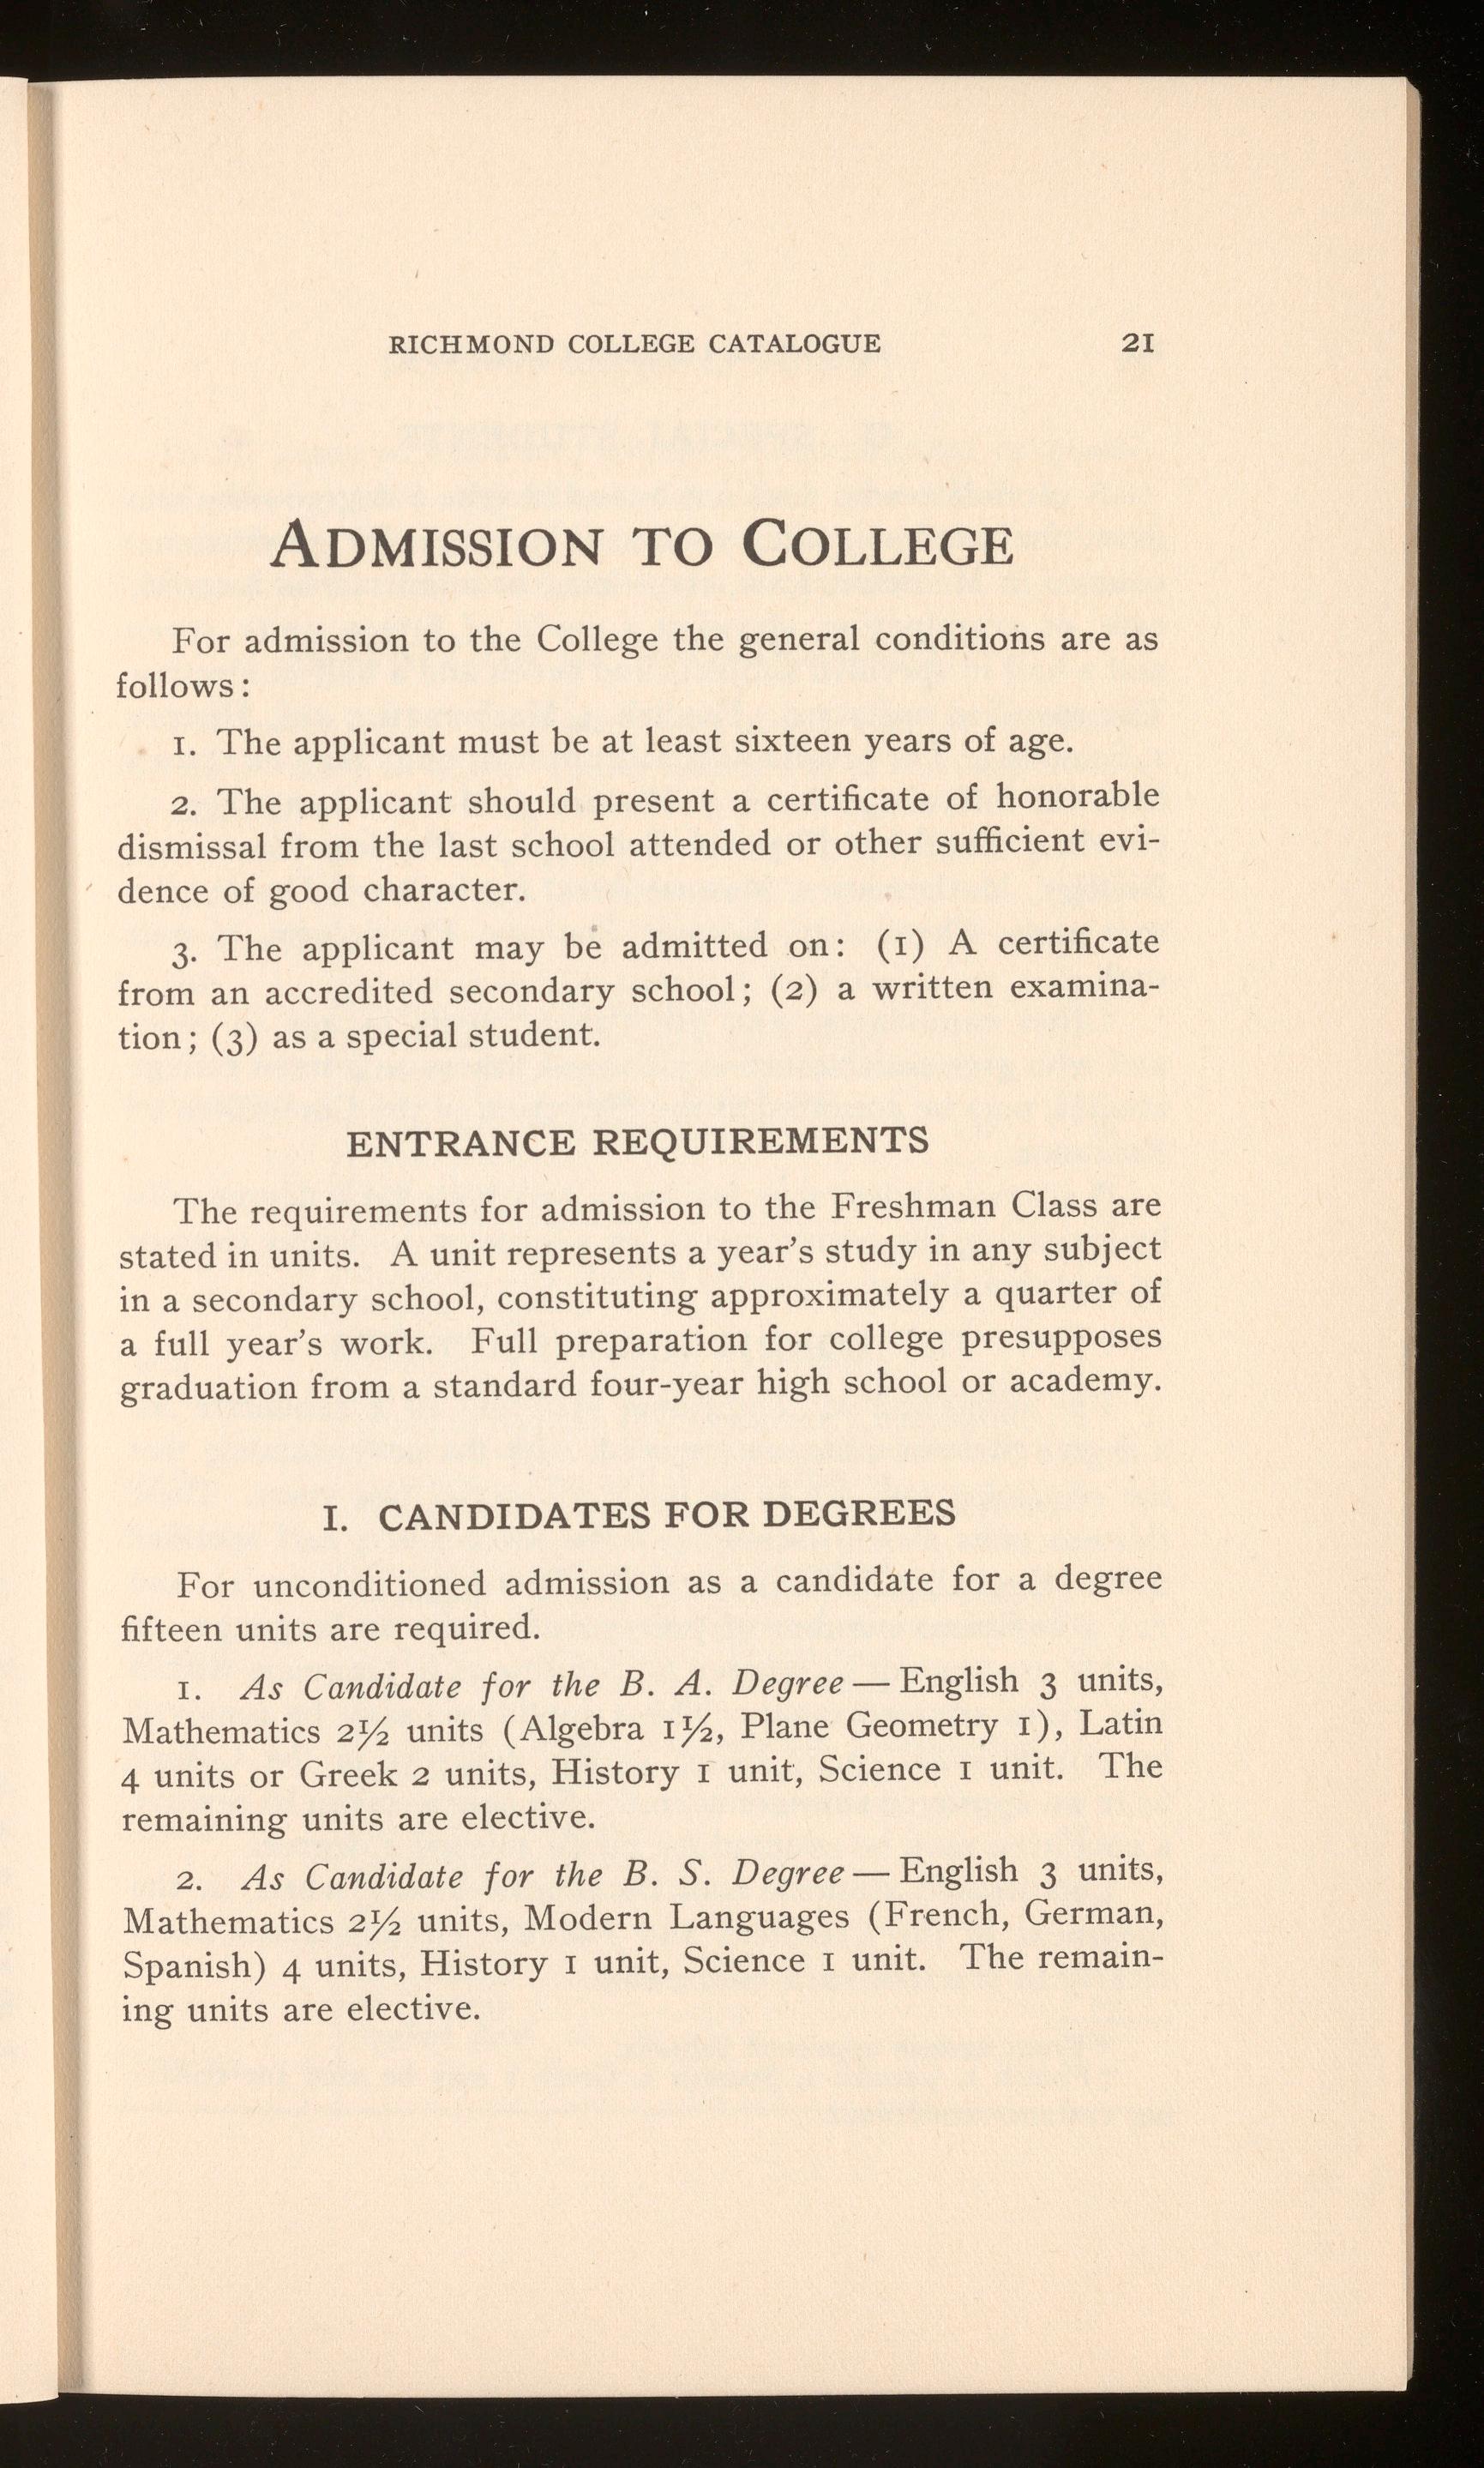 RICHMOND COLLEGE CATALOGUE 21
ADMISSION TO COLLEGE
For admission to the College the general conditions are as
follows:
1. The applicant must be at least sixteen years of age.
2. The applicant should present a certificate of honorable
dismissal from the last school attended or other sufficient evi-
dence of good character.
3. The applicant may be admitted on: (1) A certificate
from an accredited secondary school; (2) a written examina-
tion; (3) as a special student.
ENTRANCE REQUIREMENTS
The requirements for admission to the Freshman Class are
stated in units. A unit represents a year's study in any subject
in a secondary school, constituting approximately a quarter of
a full year's work. Full preparation for college presupposes
graduation from a standard four-year high school or academy.
I. CANDIDATES FOR DEGREES
For unconditioned admission as a candidate for a degree
fifteen units are required.
1. As Candidate for the B. A. Degree — English 3 units,
Mathematics 2½ units (Algebra 1½, Plane Geometry 1), Latin
4 units or Greek 2 units, History 1 unit, Science 1 unit. The
remaining units are elective.
2. As Candidate for the B. S. Degree — English 3 units,
Mathematics 2½ units, Modern Languages (French, German,
Spanish) 4 units, History 1 unit, Science 1 unit. The remain-
ing units are elective.